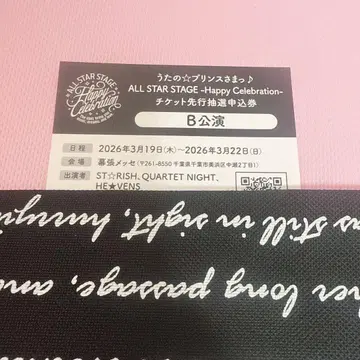 ALL STAR STAGE
Happy
Celebration
うたの☆プリンスさまっ♪
ALL STAR STAGE -Happy Celebration-
チケット先行抽選申込券
B公演
日程 2026年3月19日(木)〜2026年3月22日(日)
会場 幕張メッセ(〒261-8550 千葉県千葉市美浜区中瀬2丁目1)
出演者 ST☆RISH, QUARTET NIGHT,
HE★VENS
as still in sight, hurryi
her long passage, and